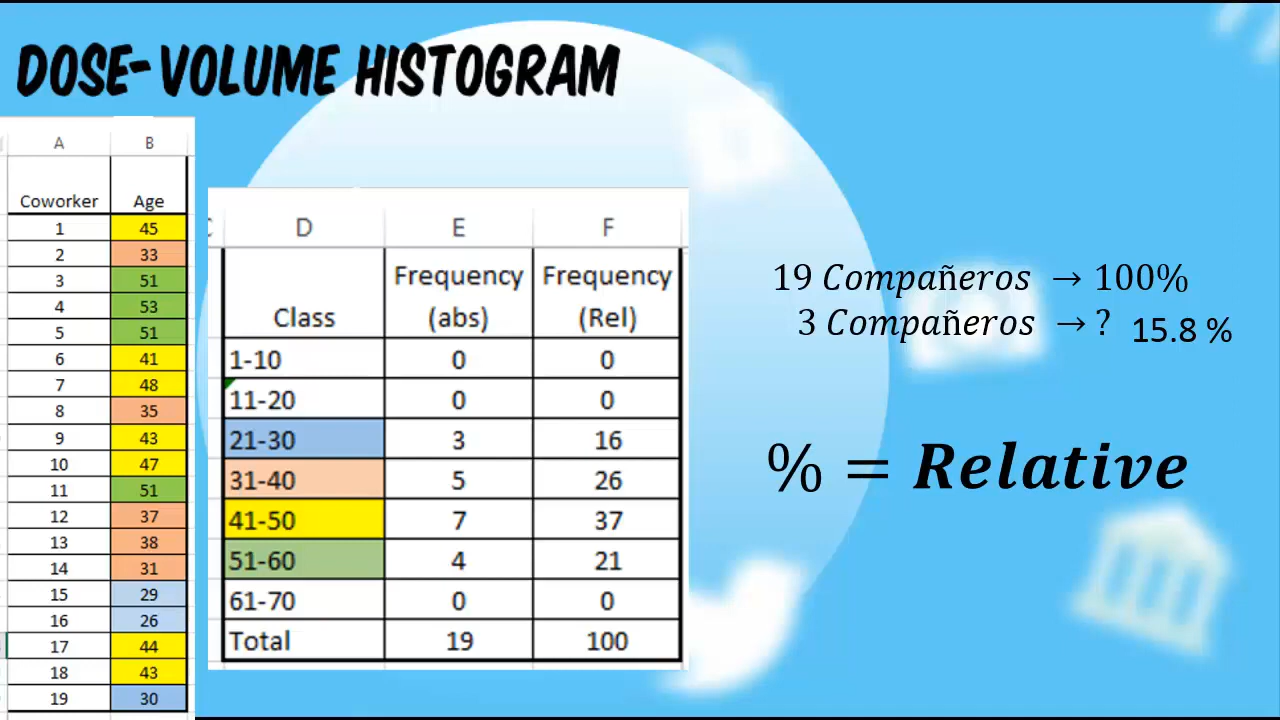 DOSE-VOLUME HISTOGRAM
A B
Coworker Age
1 45
2 33
3 51
4 53
5 51
6 41
7 48
8 35
9 43
10 47
11 51
12 37
13 38
14 31
15 29
16 26
17 44
18 43
19 30
C D E F
Class Frequency (abs) Frequency (Rel)
1-10 0 0
11-20 0 0
21-30 3 16
31-40 5 26
41-50 7 37
51-60 4 21
61-70 0 0
Total 19 100
19 Compañeros → 100%
3 Compañeros → ? 15.8 %
% = Relative